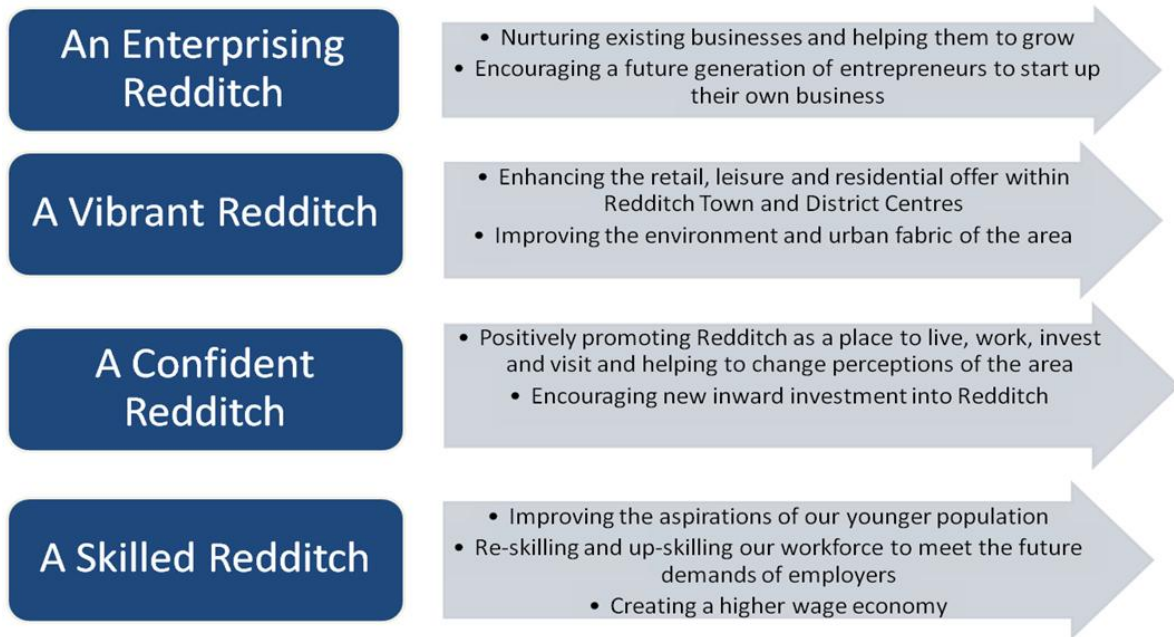 An Enterprising
Redditch
• Nurturing existing businesses and helping them to grow
• Encouraging a future generation of entrepreneurs to start up
their own business
A Vibrant Redditch
• Enhancing the retail, leisure and residential offer within
Redditch Town and District Centres
• Improving the environment and urban fabric of the area
A Confident
Redditch
• Positively promoting Redditch as a place to live, work, invest
and visit and helping to change perceptions of the area
• Encouraging new inward investment into Redditch
A Skilled Redditch
• Improving the aspirations of our younger population
• Re-skilling and up-skilling our workforce to meet the future
demands of employers
• Creating a higher wage economy